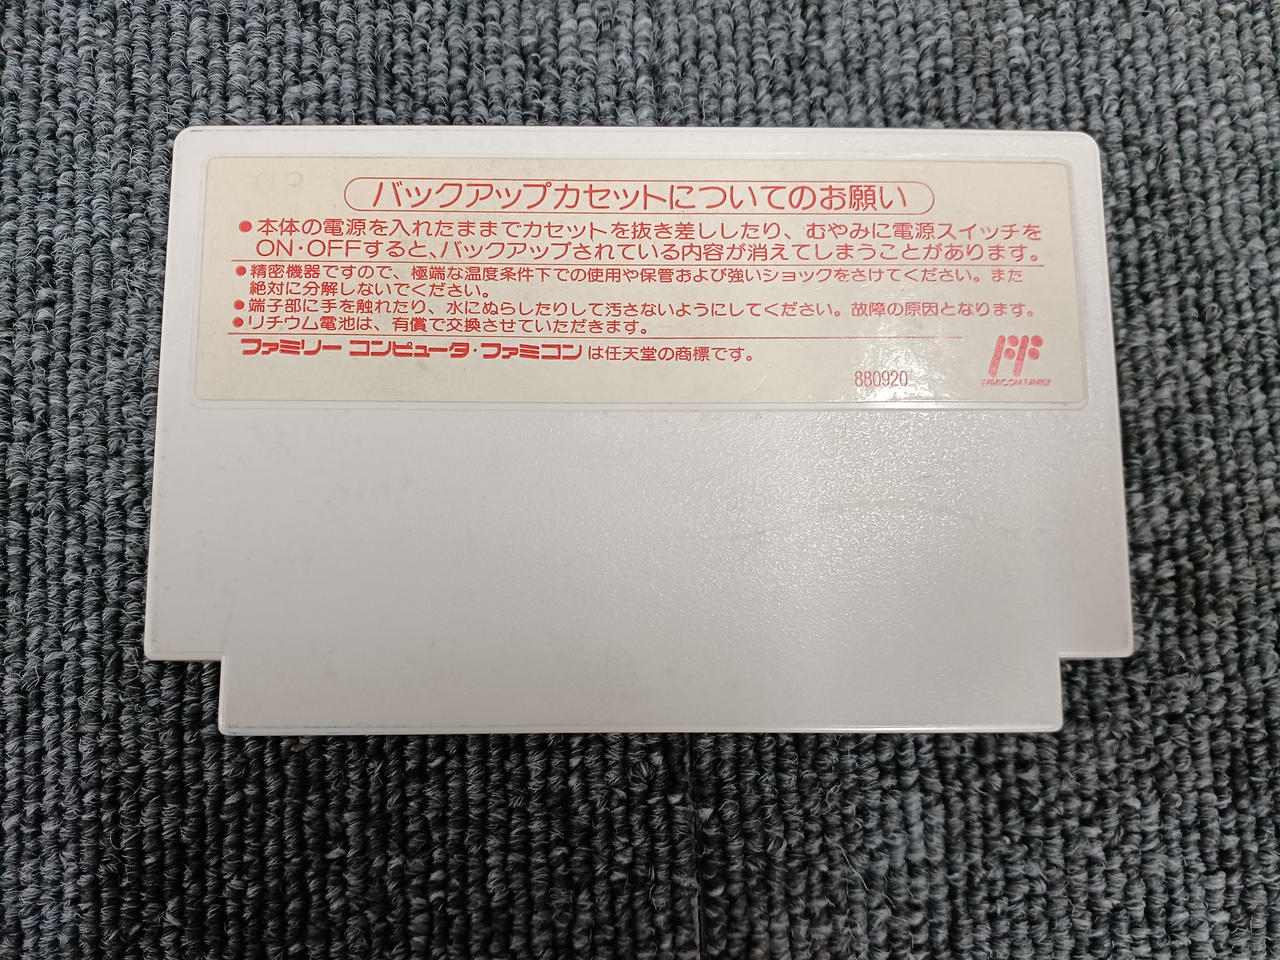 バックアップカセットについてのお願い
●本体の電源を入れたままでカセットを抜き差ししたり、むやみに電源スイッチを
ON・OFFすると、バックアップされている内容が消えてしまうことがあります。
●精密機器ですので、極端な温度条件下での使用や保管および強いショックをさけてください。また
絶対に分解しないでください。
●端子部に手を触れたり、水にぬらしたりして汚さないようにしてください。故障の原因となります。
●リチウム電池は、有償で交換させていただきます。
ファミリーコンピュータ・ファミコンは任天堂の商標です。
880920
FAMICOM FAMILY